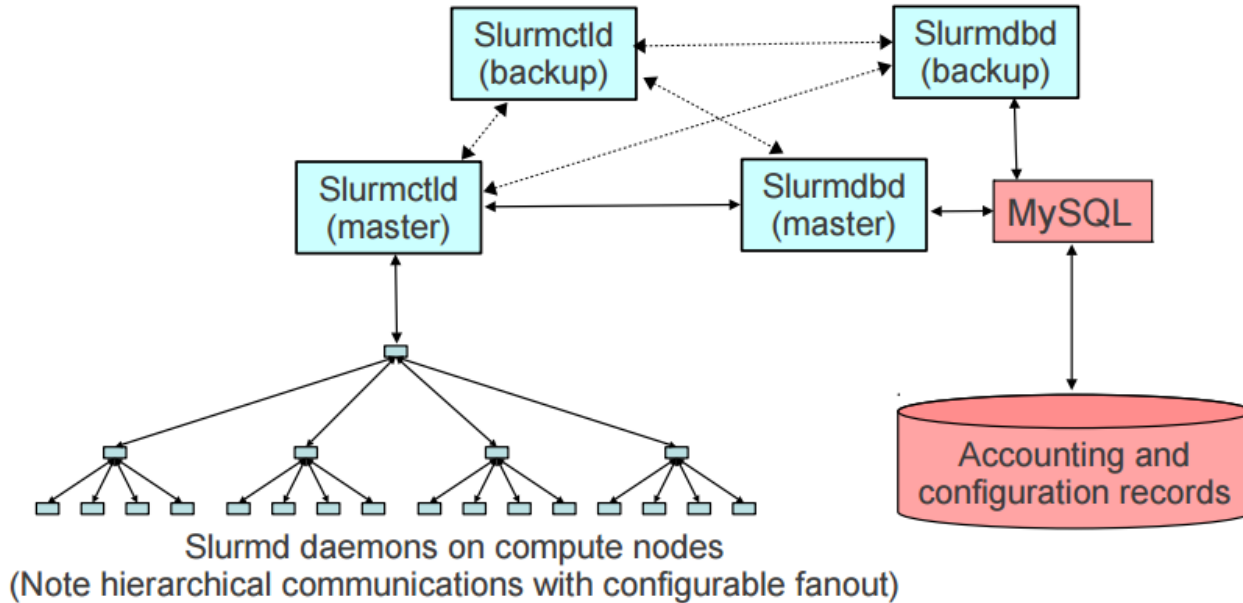 Slurmctld
(backup)
Slurmdbd
(backup)
Slurmctld
(master)
Slurmdbd
(master)
MySQL
Accounting and
configuration records
Slurmd daemons on compute nodes
(Note hierarchical communications with configurable fanout)